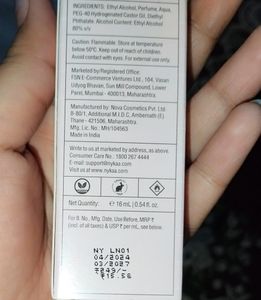 INGREDIENTS: Ethyl Alcohol, Perfume, Aqua,
PEG-40 Hydrogenated Castor Oil, Diethyl
Phthalate. Alcohol Content: Ethyl Alcohol
80% v/v
Caution: Flammable. Store at temperature
below 50°C. Keep out of reach of children.
Avoid contact with eyes. For external use only.
Marketed by/Registered Office:
FSN E-Commerce Ventures Ltd., 104, Vasan
Udyog Bhavan, Sun Mill Compound, Lower
Parel, Mumbai - 400013, Maharashtra.
Manufactured by: Nova Cosmetics Pvt. Ltd.
B-80/1, Additional M.I.D.C, Ambernath (E).
Thane - 421506, Maharashtra.
Mfg. Lic. No.: MH/104563
Made in India
Write to us at marketed by address, as above.
Consumer Care No.: 1800 267 4444
E-mail: support@nykaa.com
Visit us at www.nykaa.com
Net Quantity: 16 mL | 0.54 fl. oz.
For B. No., Mfg. Date, Use Before, MRP ₹
(incl. of all taxes) & USP ₹ per mL, see below.
NY LN01
04/2024
03/2027
₹249/-
₹15.56